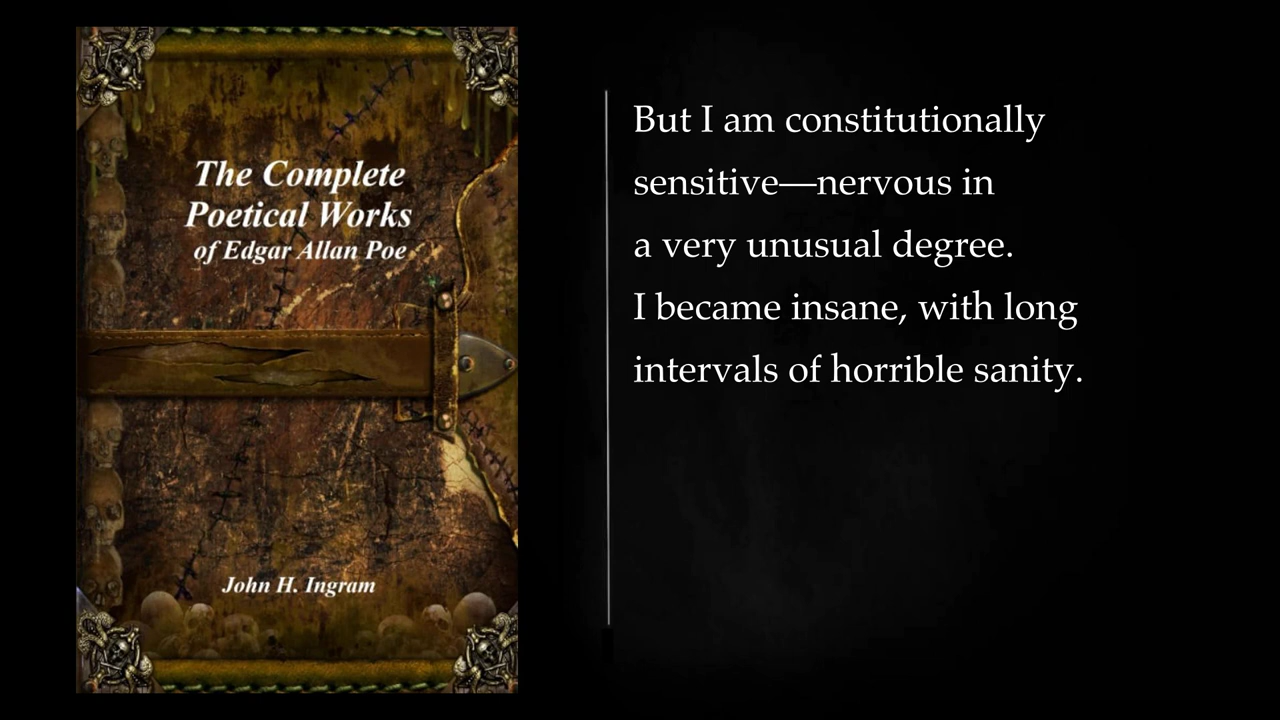 The Complete
Poetical Works
of Edgar Allan Poe
John H. Ingram
But I am constitutionally
sensitive—nervous in
a very unusual degree.
I became insane, with long
intervals of horrible sanity.